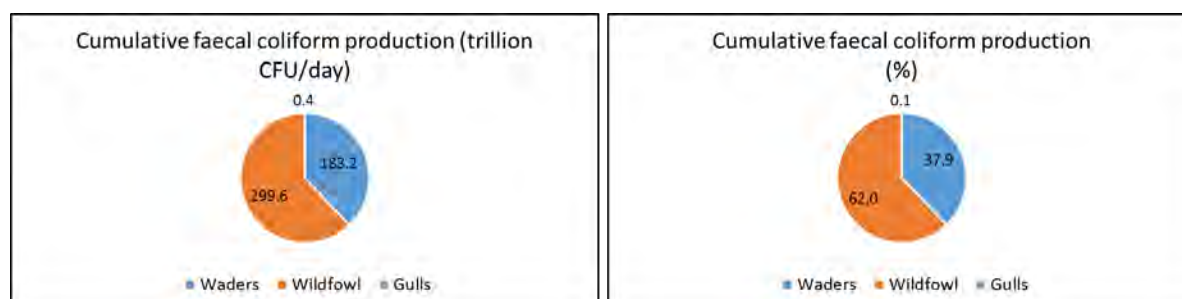 Cumulative faecal coliform production (trillion
CFU/day)
0.4
183.2
299.6
Waders Wildfowl Gulls
Cumulative faecal coliform production
(%)
0.1
37.9
62.0
Waders Wildfowl Gulls